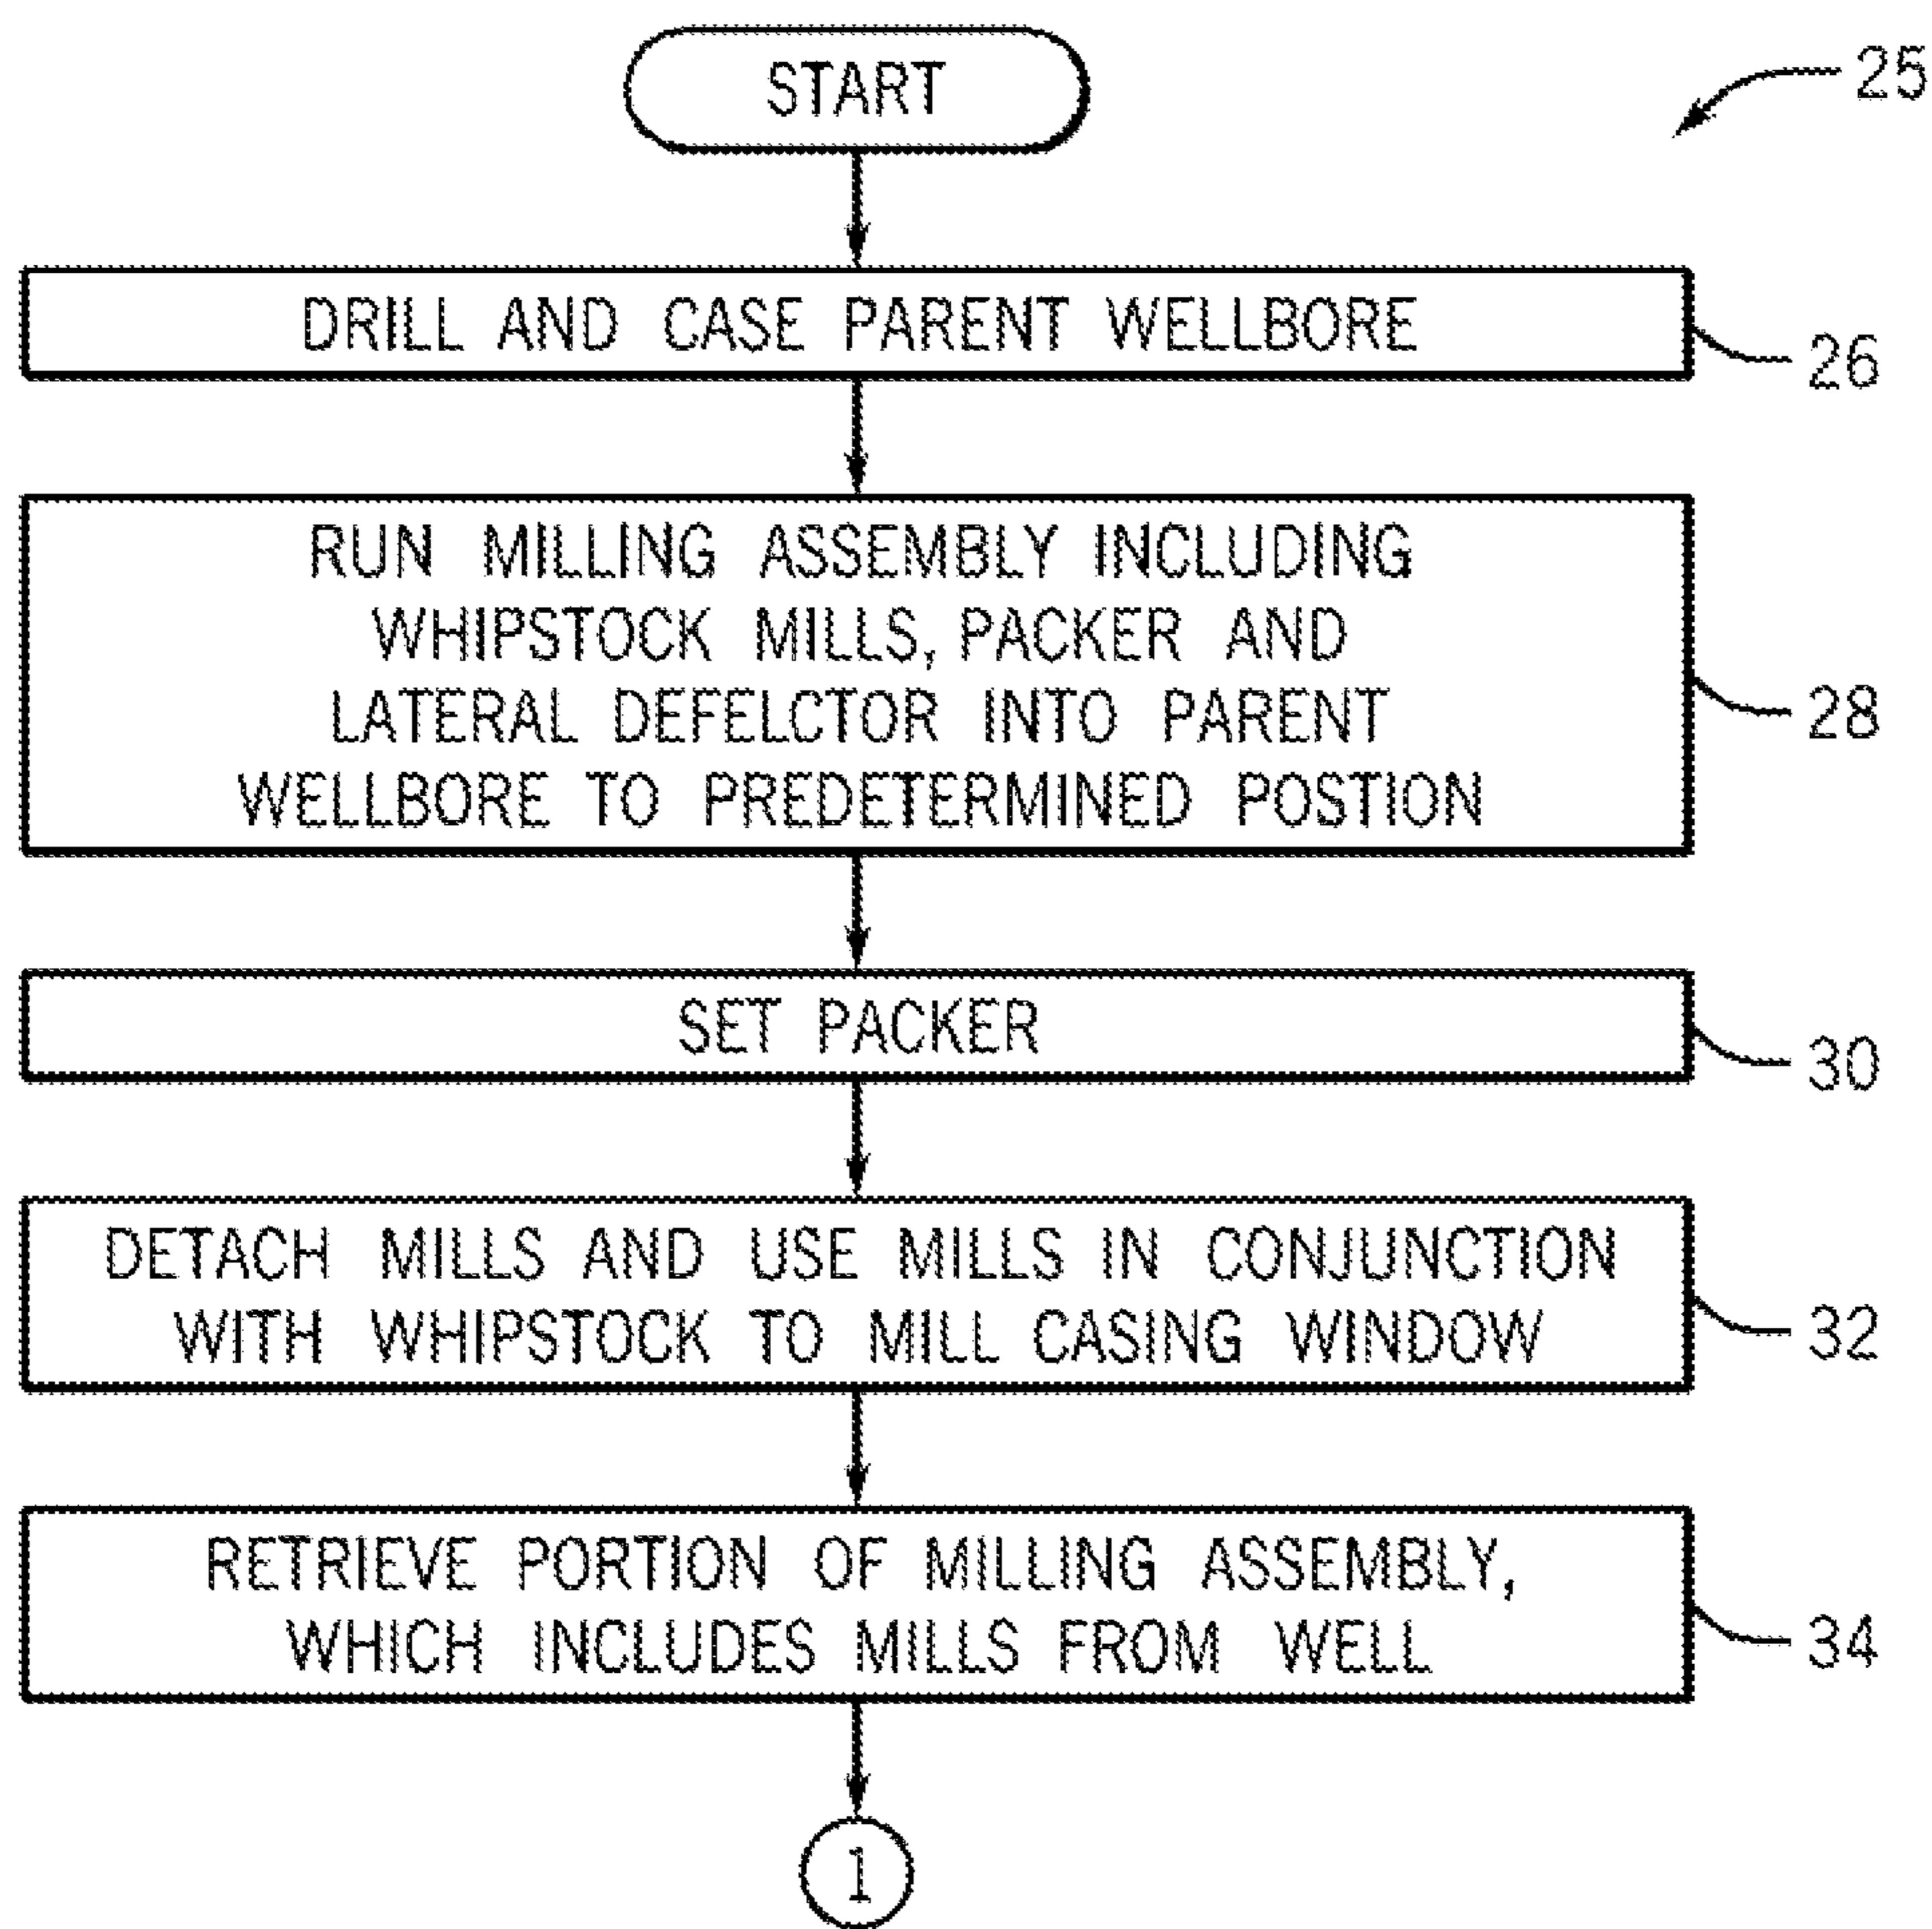 START
25
DRILL AND CASE PARENT WELLBORE
26
RUN MILLING ASSEMBLY INCLUDING
WHIPSTOCK MILLS, PACKER AND
LATERAL DEFELCTOR INTO PARENT
WELLBORE TO PREDETERMINED POSTION
28
SET PACKER
30
DETACH MILLS AND USE MILLS IN CONJUNCTION
WITH WHIPSTOCK TO MILL CASING WINDOW
32
RETRIEVE PORTION OF MILLING ASSEMBLY,
WHICH INCLUDES MILLS FROM WELL
34
1